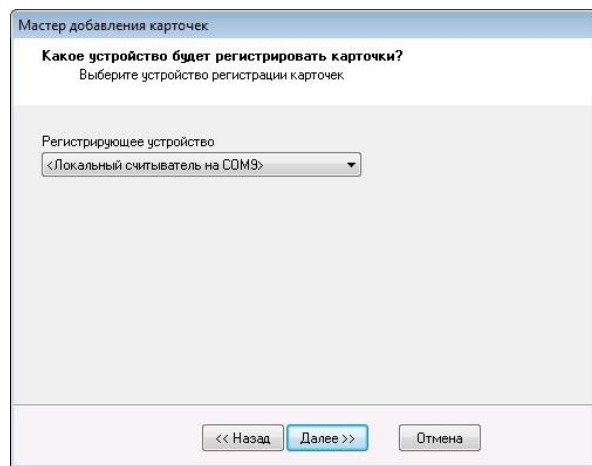 Мастер добавления карточек
Какое устройство будет регистрировать карточки?
Выберите устройство регистрации карточек
Регистрирующее устройство
<Локальный считыватель на COM9>
<< Назад Далее >> Отмена